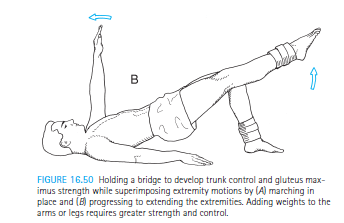 B
FIGURE 16.50 Holding a bridge to develop trunk control and gluteus max-
imus strength while superimposing extremity motions by (A) marching in
place and (B) progressing to extending the extremities. Adding weights to the
arms or legs requires greater strength and control.